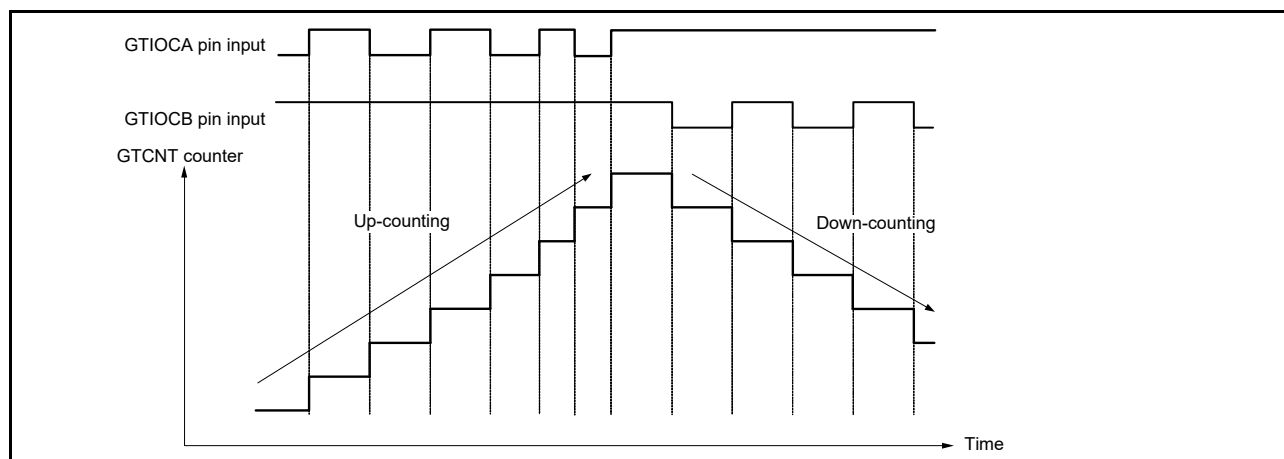 GTIOCA pin input
GTIOCB pin input
GTCNT counter
Up-counting
Down-counting
Time